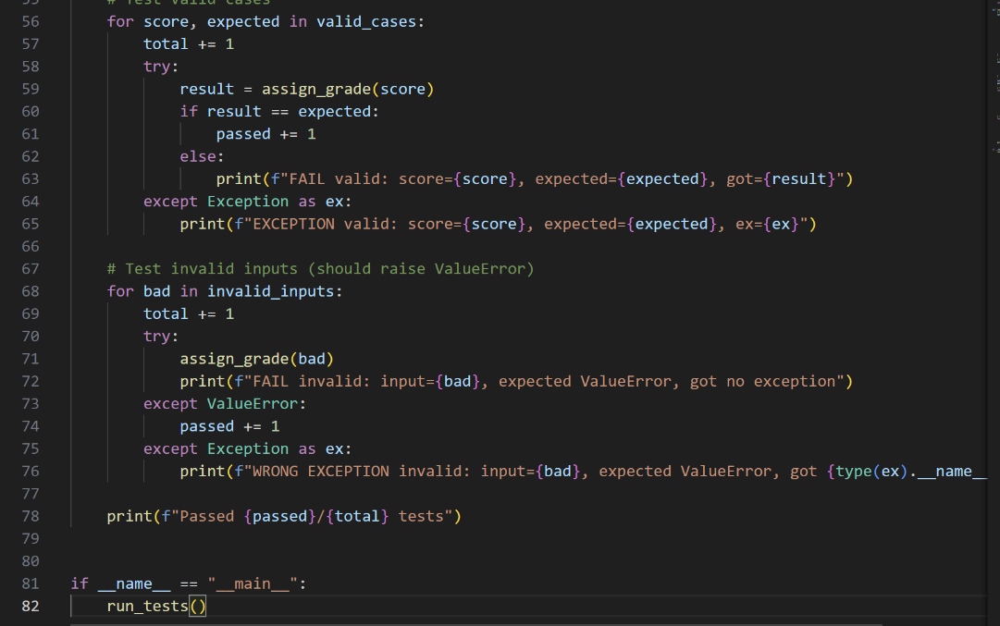 55 # Test valid cases
56 for score, expected in valid_cases:
57 total += 1
58 try:
59 result = assign_grade(score)
60 if result == expected:
61 passed += 1
62 else:
63 print(f"FAIL valid: score={score}, expected={expected}, got={result}")
64 except Exception as ex:
65 print(f"EXCEPTION valid: score={score}, expected={expected}, ex={ex}")
66
67 # Test invalid inputs (should raise ValueError)
68 for bad in invalid_inputs:
69 total += 1
70 try:
71 assign_grade(bad)
72 print(f"FAIL invalid: input={bad}, expected ValueError, got no exception")
73 except ValueError:
74 passed += 1
75 except Exception as ex:
76 print(f"WRONG EXCEPTION invalid: input={bad}, expected ValueError, got {type(ex).__name__
77
78 print(f"Passed {passed}/{total} tests")
79
80
81 if __name__ == "__main__":
82 run_tests()